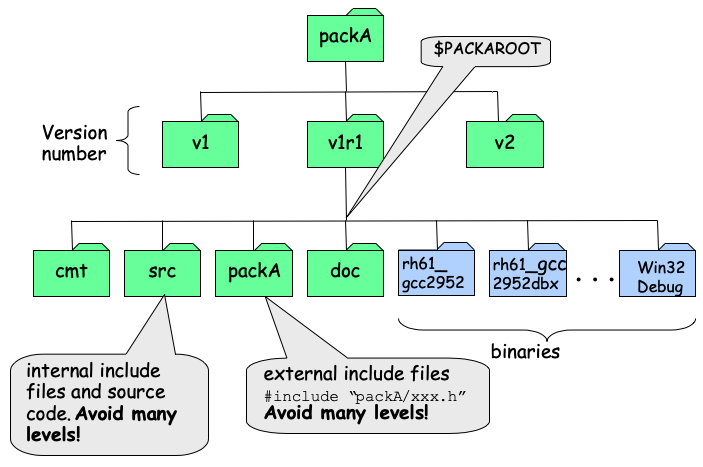 packA
$PACKAROOT
Version
number
v1
v1r1
v2
cmt
src
packA
doc
rh61_
gcc2952
rh61_gcc
2952dbx
. . .
Win32
Debug
binaries
internal include
files and source
code. Avoid many
levels!
external include files
#include “packA/xxx.h”
Avoid many levels!